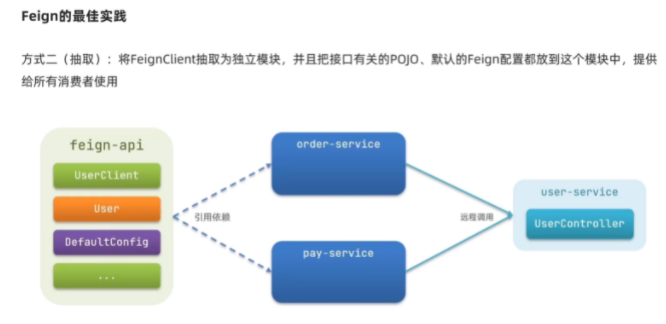 Feign的最佳实践
方式二（抽取）：将FeignClient抽取为独立模块，并且把接口有关的POJO、默认的Feign配置都放到这个模块中，提供
给所有消费者使用
feign-api
UserClient
User
DefaultConfig
...
引用依赖
order-service
pay-service
远程调用
user-service
UserController